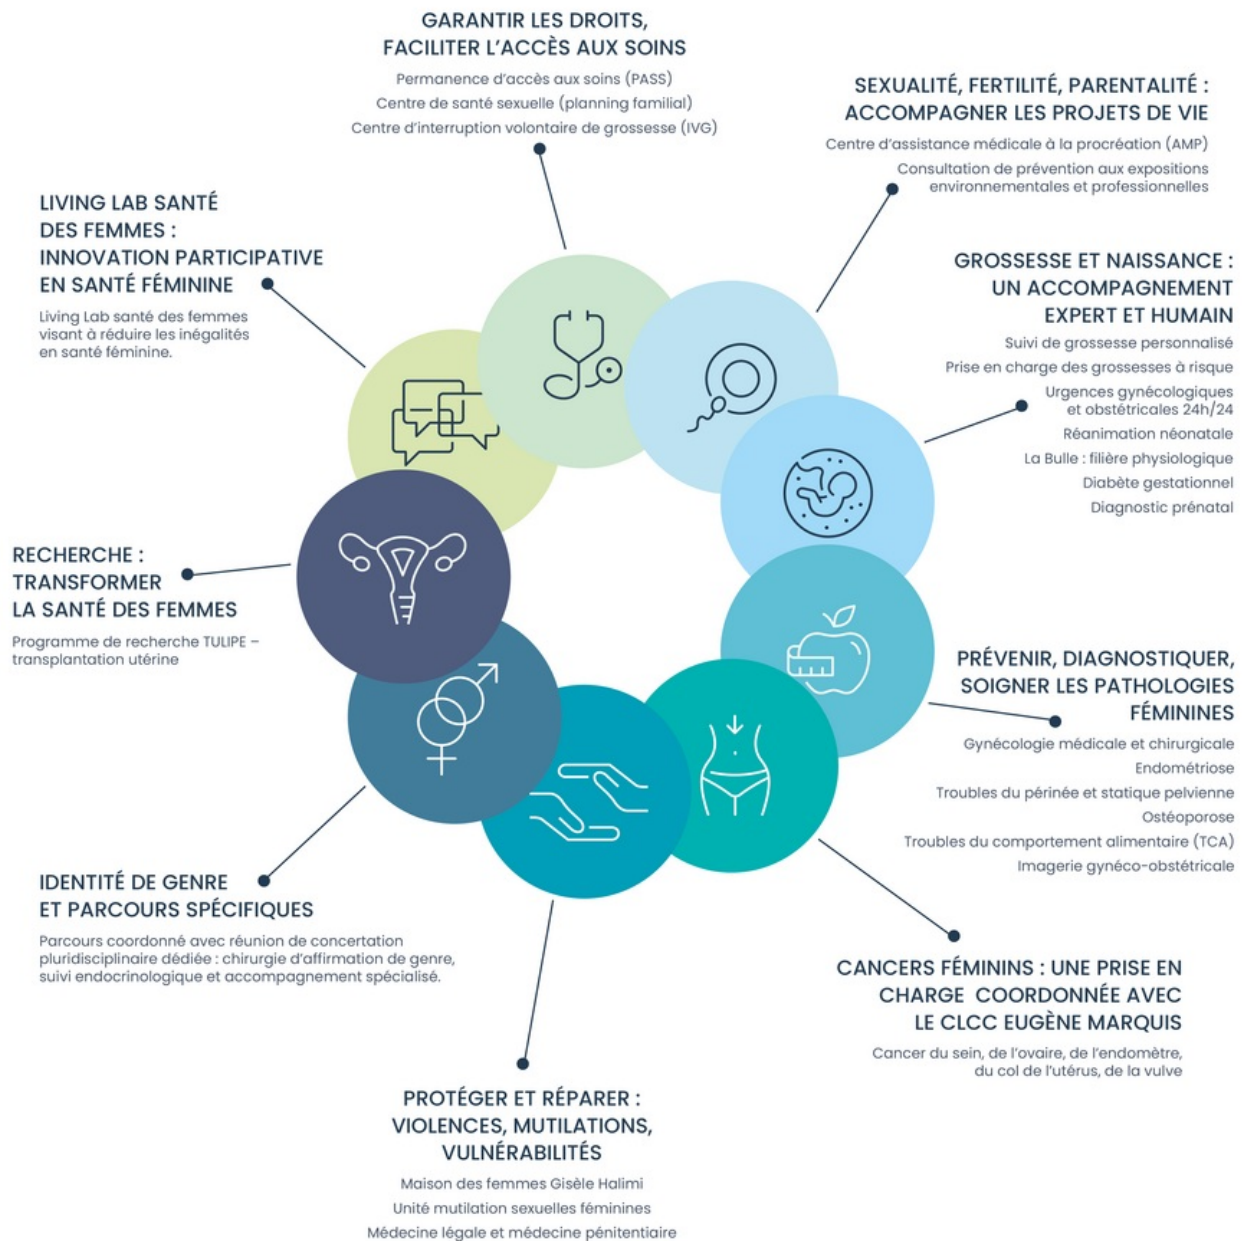 GARANTIR LES DROITS,
FACILITER L'ACCÈS AUX SOINS
Permanence d'accès aux soins (PASS)
Centre de santé sexuelle (planning familial)
Centre d'interruption volontaire de grossesse (IVG)
SEXUALITÉ, FERTILITÉ, PARENTALITÉ :
ACCOMPAGNER LES PROJETS DE VIE
Centre d'assistance médicale à la procréation (AMP)
Consultation de prévention aux expositions
environnementales et professionnelles
GROSSESSE ET NAISSANCE :
UN ACCOMPAGNEMENT
EXPERT ET HUMAIN
Suivi de grossesse personnalisé
Prise en charge des grossesses à risque
Urgences gynécologiques
et obstétricales 24h/24
Réanimation néonatale
La Bulle : filière physiologique
Diabète gestationnel
Diagnostic prénatal
PRÉVENIR, DIAGNOSTIQUER,
SOIGNER LES PATHOLOGIES
FÉMININES
Gynécologie médicale et chirurgicale
Endométriose
Troubles du périnée et statique pelvienne
Ostéoporose
Troubles du comportement alimentaire (TCA)
Imagerie gynéco-obstétricale
CANCERS FÉMININS : UNE PRISE EN
CHARGE COORDONNÉE AVEC
LE CLCC EUGÈNE MARQUIS
Cancer du sein, de l'ovaire, de l'endomètre,
du col de l'utérus, de la vulve
PROTÉGER ET RÉPARER :
VIOLENCES, MUTILATIONS,
VULNÉRABILITÉS
Maison des femmes Gisèle Halimi
Unité mutilation sexuelles féminines
Médecine légale et médecine pénitentiaire
IDENTITÉ DE GENRE
ET PARCOURS SPÉCIFIQUES
Parcours coordonné avec réunion de concertation
pluridisciplinaire dédiée : chirurgie d'affirmation de genre,
suivi endocrinologique et accompagnement spécialisé.
RECHERCHE :
TRANSFORMER
LA SANTÉ DES FEMMES
Programme de recherche TULIPE –
transplantation utérine
LIVING LAB SANTÉ
DES FEMMES :
INNOVATION PARTICIPATIVE
EN SANTÉ FÉMININE
Living Lab santé des femmes
visant à réduire les inégalités
en santé féminine.